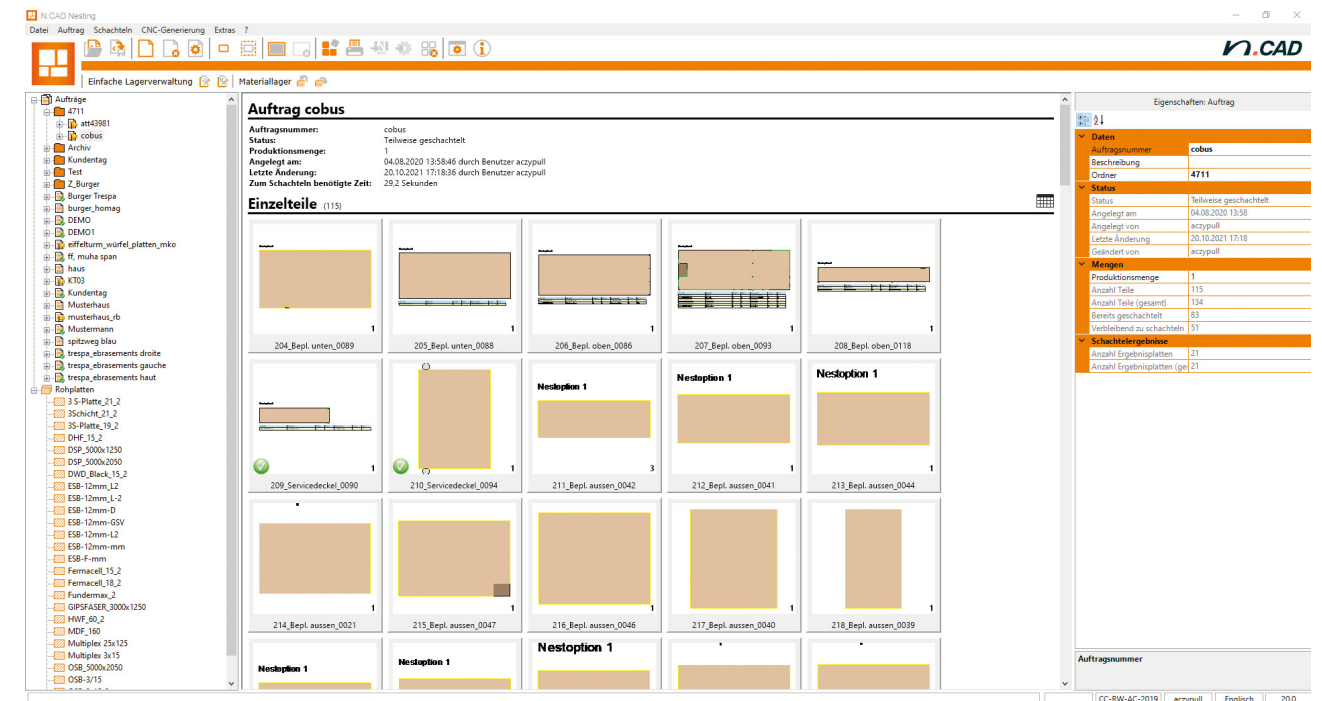 N.CAD Nesting
Datei Auftrag Schachteln CNC-Generierung Extras ?
n.CAD
Einfache Lagerverwaltung Materiallager
Aufträge
4711
att43981
cobus
Archiv
Kundentag
Test
Z_Burger
Burger Trespa
burger_homag
DEMO
DEMO1
eiffelturm_würfel_platten_mko
ff, muha span
haus
KT03
Kundentag
Musterhaus
musterhaus_rb
Mustermann
spitzweg blau
trespa_ebrasements droite
trespa_ebrasements gauche
trespa_ebrasements haut
Rohplatten
3 S-Platte_21_2
3Schicht_21_2
3S-Platte_19_2
DHF_15_2
DSP_5000x1250
DSP_5000x2050
DWD_Black_15_2
ESB-12mm_L2
ESB-12mm_L-2
ESB-12mm-D
ESB-12mm-GSV
ESB-12mm-L2
ESB-12mm-mm
ESB-F-mm
Fermacell_15_2
Fermacell_18_2
Fundermax_2
GIPSFASER_3000x1250
HWF_60_2
MDF_160
Multiplex 25x125
Multiplex 3x15
OSB_5000x2050
OSB-3/15
Auftrag cobus
Auftragsnummer: cobus
Status: Teilweise geschachtelt
Produktionsmenge: 1
Angelegt am: 04.08.2020 13:58:46 durch Benutzer aczypull
Letzte Änderung: 20.10.2021 17:18:36 durch Benutzer aczypull
Zum Schachteln benötigte Zeit: 29,2 Sekunden
Einzelteile (115)
1 1 1 1 1
204_Bepl. unten_0089 205_Bepl. unten_0088 206_Bepl. oben_0086 207_Bepl. oben_0093 208_Bepl. oben_0118
Nestoption 1 Nestoption 1 Nestoption 1
1 1 3 1 1
209_Servicedeckel_0090 210_Servicedeckel_0094 211_Bepl. aussen_0042 212_Bepl. aussen_0041 213_Bepl. aussen_0044
1 1 1 1 1
214_Bepl. aussen_0021 215_Bepl. aussen_0047 216_Bepl. aussen_0046 217_Bepl. aussen_0040 218_Bepl. aussen_0039
Nestoption 1 Nestoption 1 Nestoption 1
Eigenschaften: Auftrag
Daten
Auftragsnummer cobus
Beschreibung
Ordner 4711
Status
Status Teilweise geschachtelt
Angelegt am 04.08.2020 13:58
Angelegt von aczypull
Letzte Änderung 20.10.2021 17:18
Geändert von aczypull
Mengen
Produktionsmenge 1
Anzahl Teile 115
Anzahl Teile (gesamt) 134
Bereits geschachtelt 83
Verbleibend zu schachteln 51
Schachtelergebnisse
Anzahl Ergebnisplatten 21
Anzahl Ergebnisplatten (ge 21
Auftragsnummer
CC-RW-AC-2019 aczypull Englisch 20.0